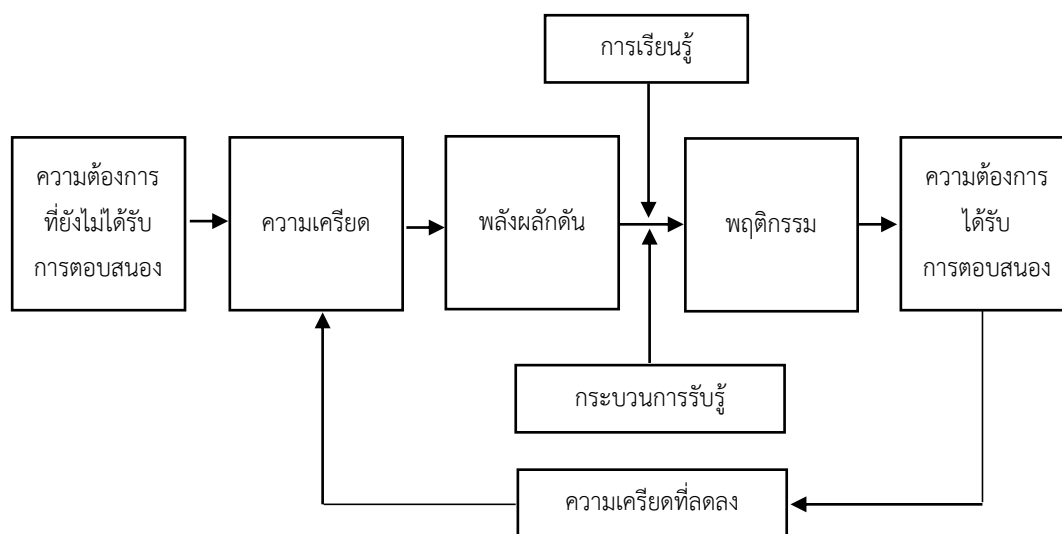 การเรียนรู้
ความต้องการ
ที่ยังไม่ได้รับ
การตอบสนอง
ความเครียด
พลังผลักดัน
พฤติกรรม
ความต้องการ
ได้รับ
การตอบสนอง
กระบวนการรับรู้
ความเครียดที่ลดลง